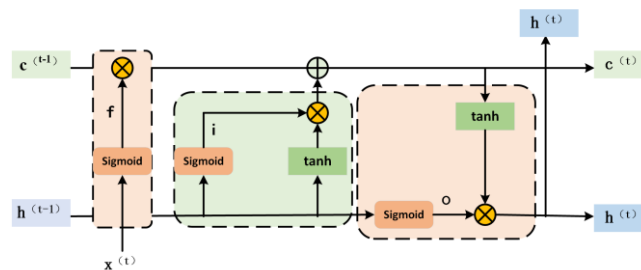 h (t)
c (t-1)
c (t)
f
i
tanh
Sigmoid
Sigmoid
tanh
h (t-1)
Sigmoid
o
h (t)
x (t)